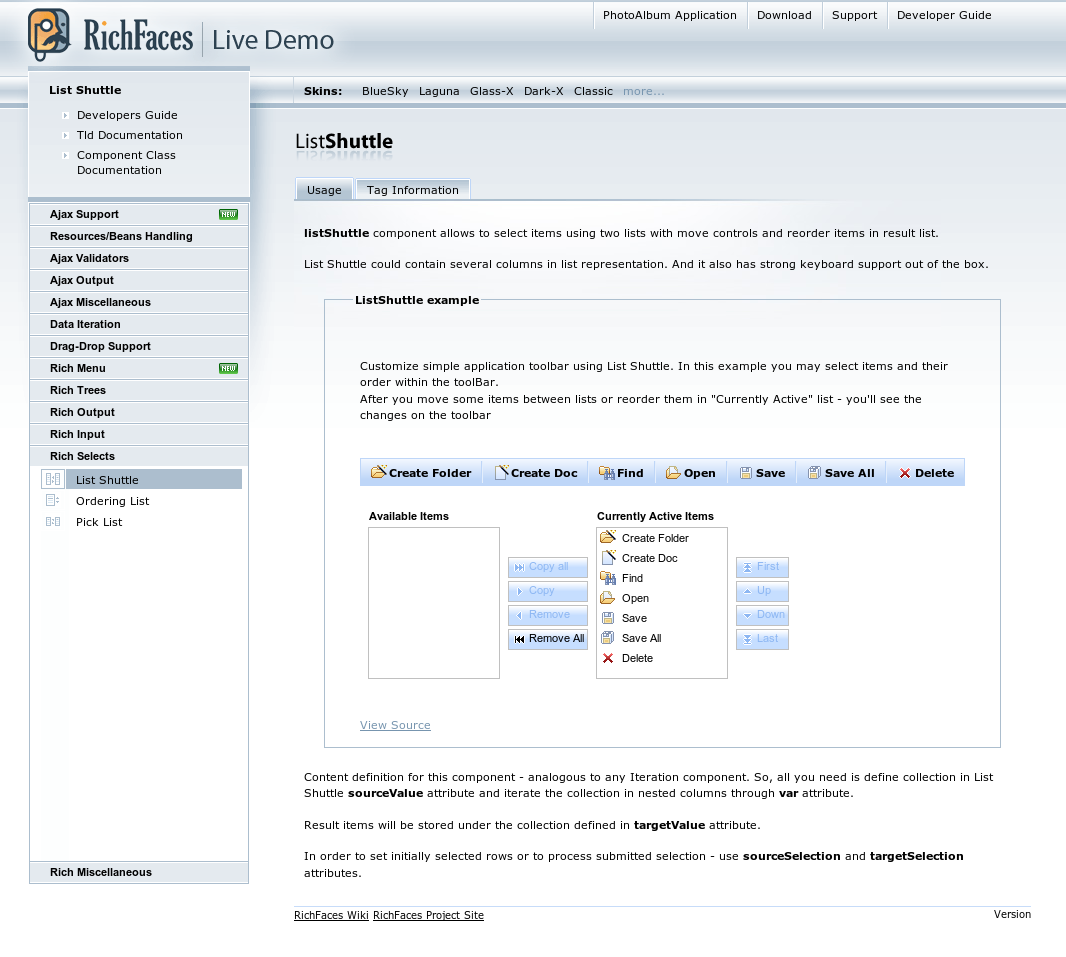 RichFaces Live Demo
PhotoAlbum Application Download Support Developer Guide
List Shuttle
Developers Guide
Tld Documentation
Component Class
Documentation
Skins: BlueSky Laguna Glass-X Dark-X Classic more...
Ajax Support NEW
Resources/Beans Handling
Ajax Validators
Ajax Output
Ajax Miscellaneous
Data Iteration
Drag-Drop Support
Rich Menu NEW
Rich Trees
Rich Output
Rich Input
Rich Selects
List Shuttle
Ordering List
Pick List
Rich Miscellaneous
ListShuttle
Usage Tag Information
listShuttle component allows to select items using two lists with move controls and reorder items in result list.
List Shuttle could contain several columns in list representation. And it also has strong keyboard support out of the box.
ListShuttle example
Customize simple application toolbar using List Shuttle. In this example you may select items and their
order within the toolBar.
After you move some items between lists or reorder them in "Currently Active" list - you'll see the
changes on the toolbar
Create Folder Create Doc Find Open Save Save All Delete
Available Items
Copy all
Copy
Remove
Remove All
Currently Active Items
Create Folder
Create Doc
Find
Open
Save
Save All
Delete
First
Up
Down
Last
View Source
Content definition for this component - analogous to any Iteration component. So, all you need is define collection in List
Shuttle sourceValue attribute and iterate the collection in nested columns through var attribute.
Result items will be stored under the collection defined in targetValue attribute.
In order to set initially selected rows or to process submitted selection - use sourceSelection and targetSelection
attributes.
RichFaces Wiki RichFaces Project Site Version